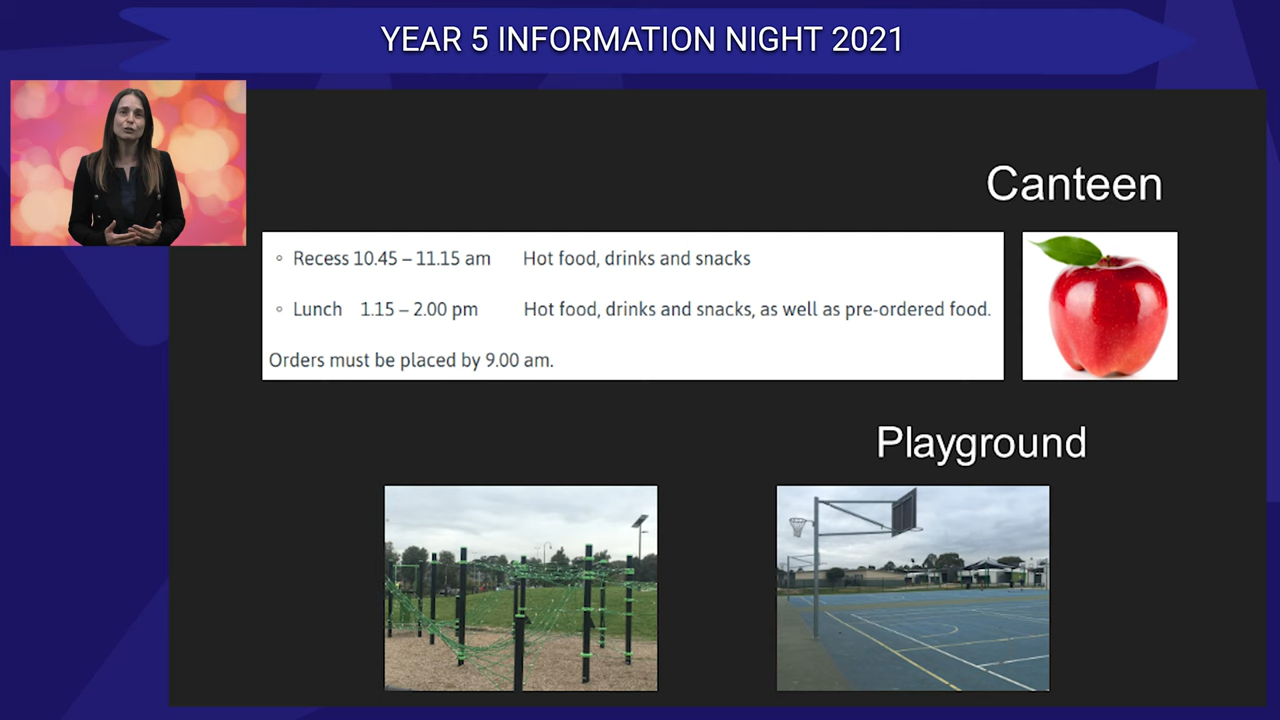 YEAR 5 INFORMATION NIGHT 2021
Canteen
◦ Recess 10.45 – 11.15 am Hot food, drinks and snacks
◦ Lunch 1.15 – 2.00 pm Hot food, drinks and snacks, as well as pre-ordered food.
Orders must be placed by 9.00 am.
Playground